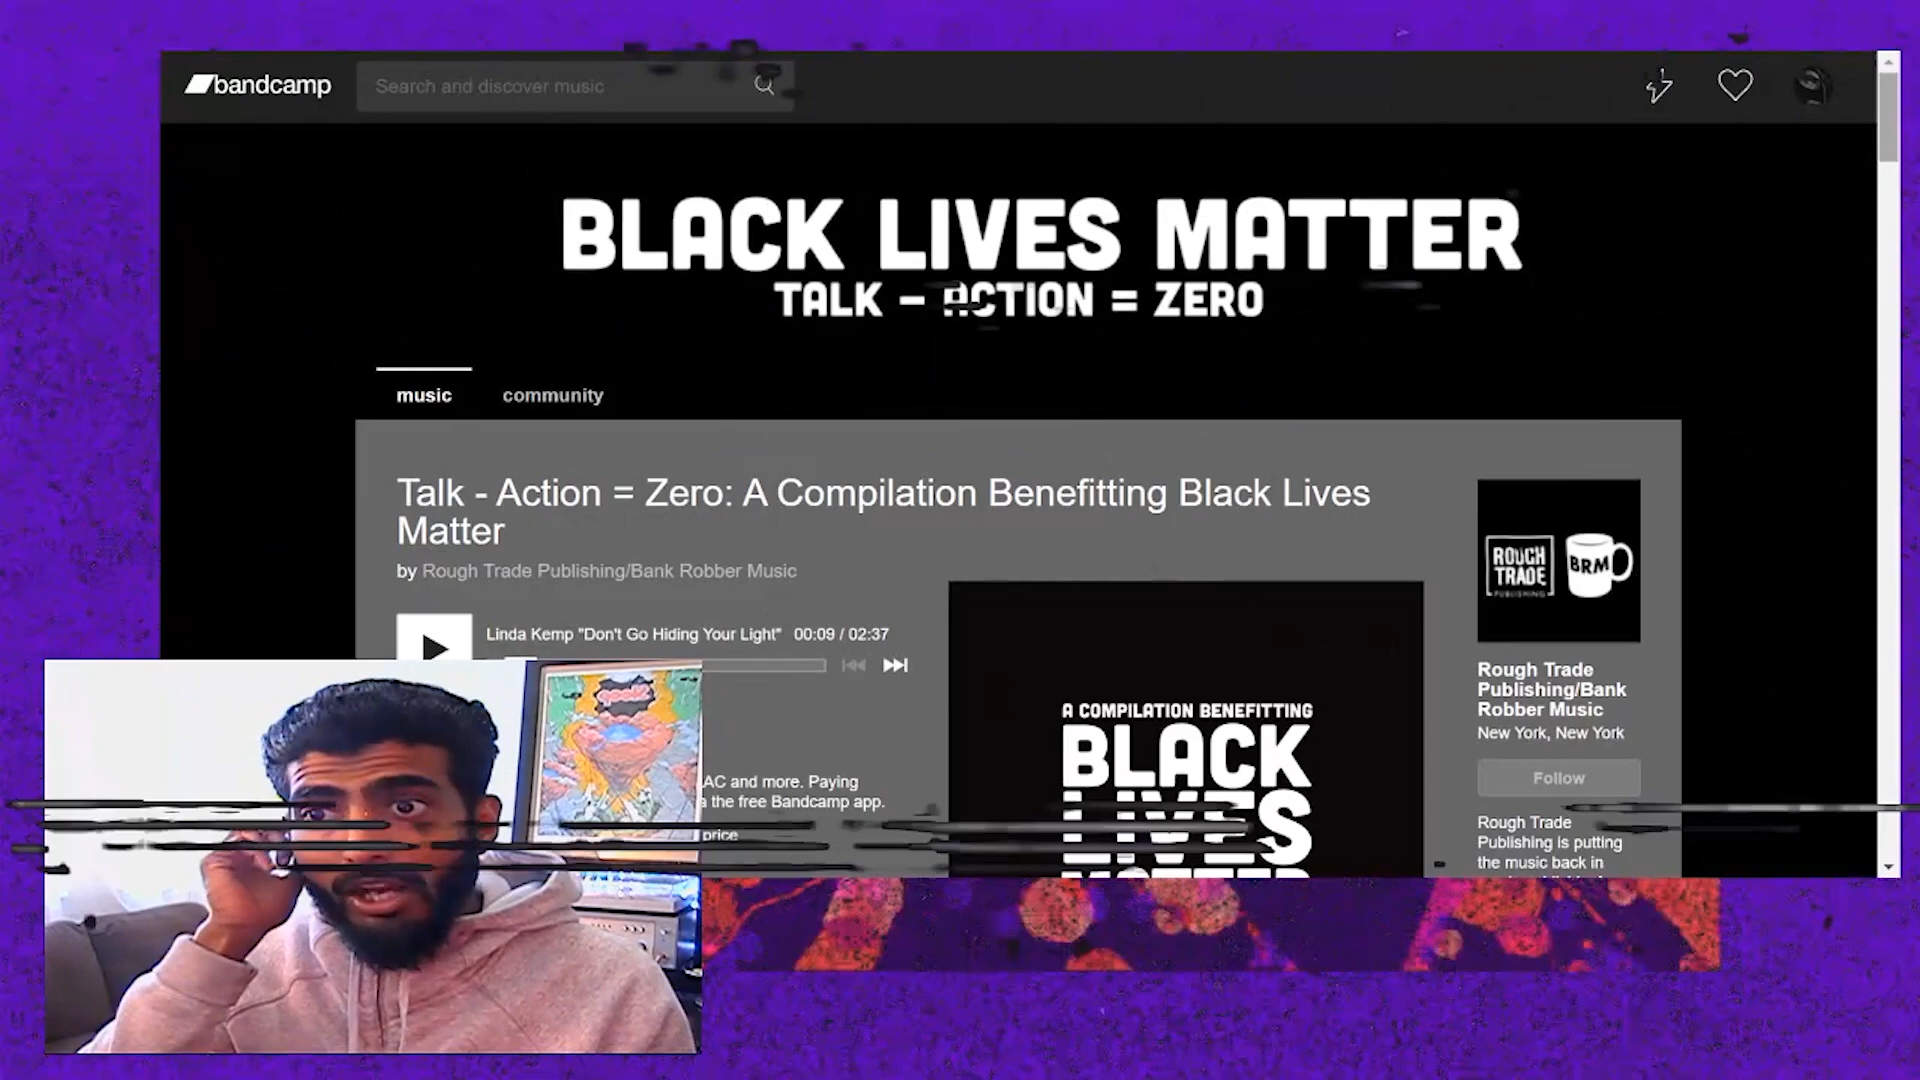 bandcamp
Search and discover music
BLACK LIVES MATTER
TALK – ACTION = ZERO
music
community
Talk - Action = Zero: A Compilation Benefitting Black Lives
Matter
by Rough Trade Publishing/Bank Robber Music
Linda Kemp "Don't Go Hiding Your Light" 00:09 / 02:37
AC and more. Paying
the free Bandcamp app.
price
A COMPILATION BENEFITTING
BLACK
LIVES
MATTER
ROUGH
TRADE
PUBLISHING
BRM
Rough Trade
Publishing/Bank
Robber Music
New York, New York
Follow
Rough Trade
Publishing is putting
the music back in